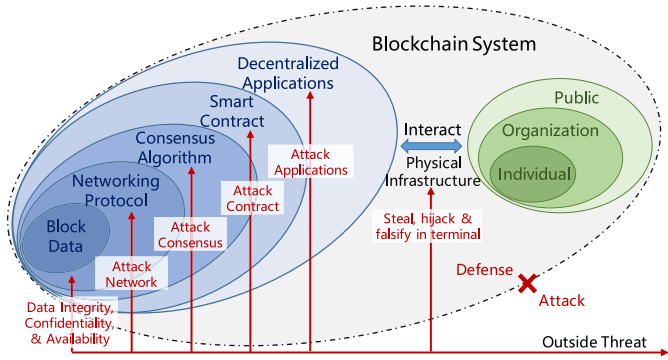 Blockchain System
Decentralized
Applications
Smart
Contract
Consensus
Algorithm
Networking
Protocol
Block
Data
Interact
Physical
Infrastructure
Public
Organization
Individual
Attack
Applications
Attack
Contract
Attack
Consensus
Attack
Network
Data Integrity,
Confidentiality,
& Availability
Steal, hijack &
falsify in terminal
Defense
Attack
Outside Threat